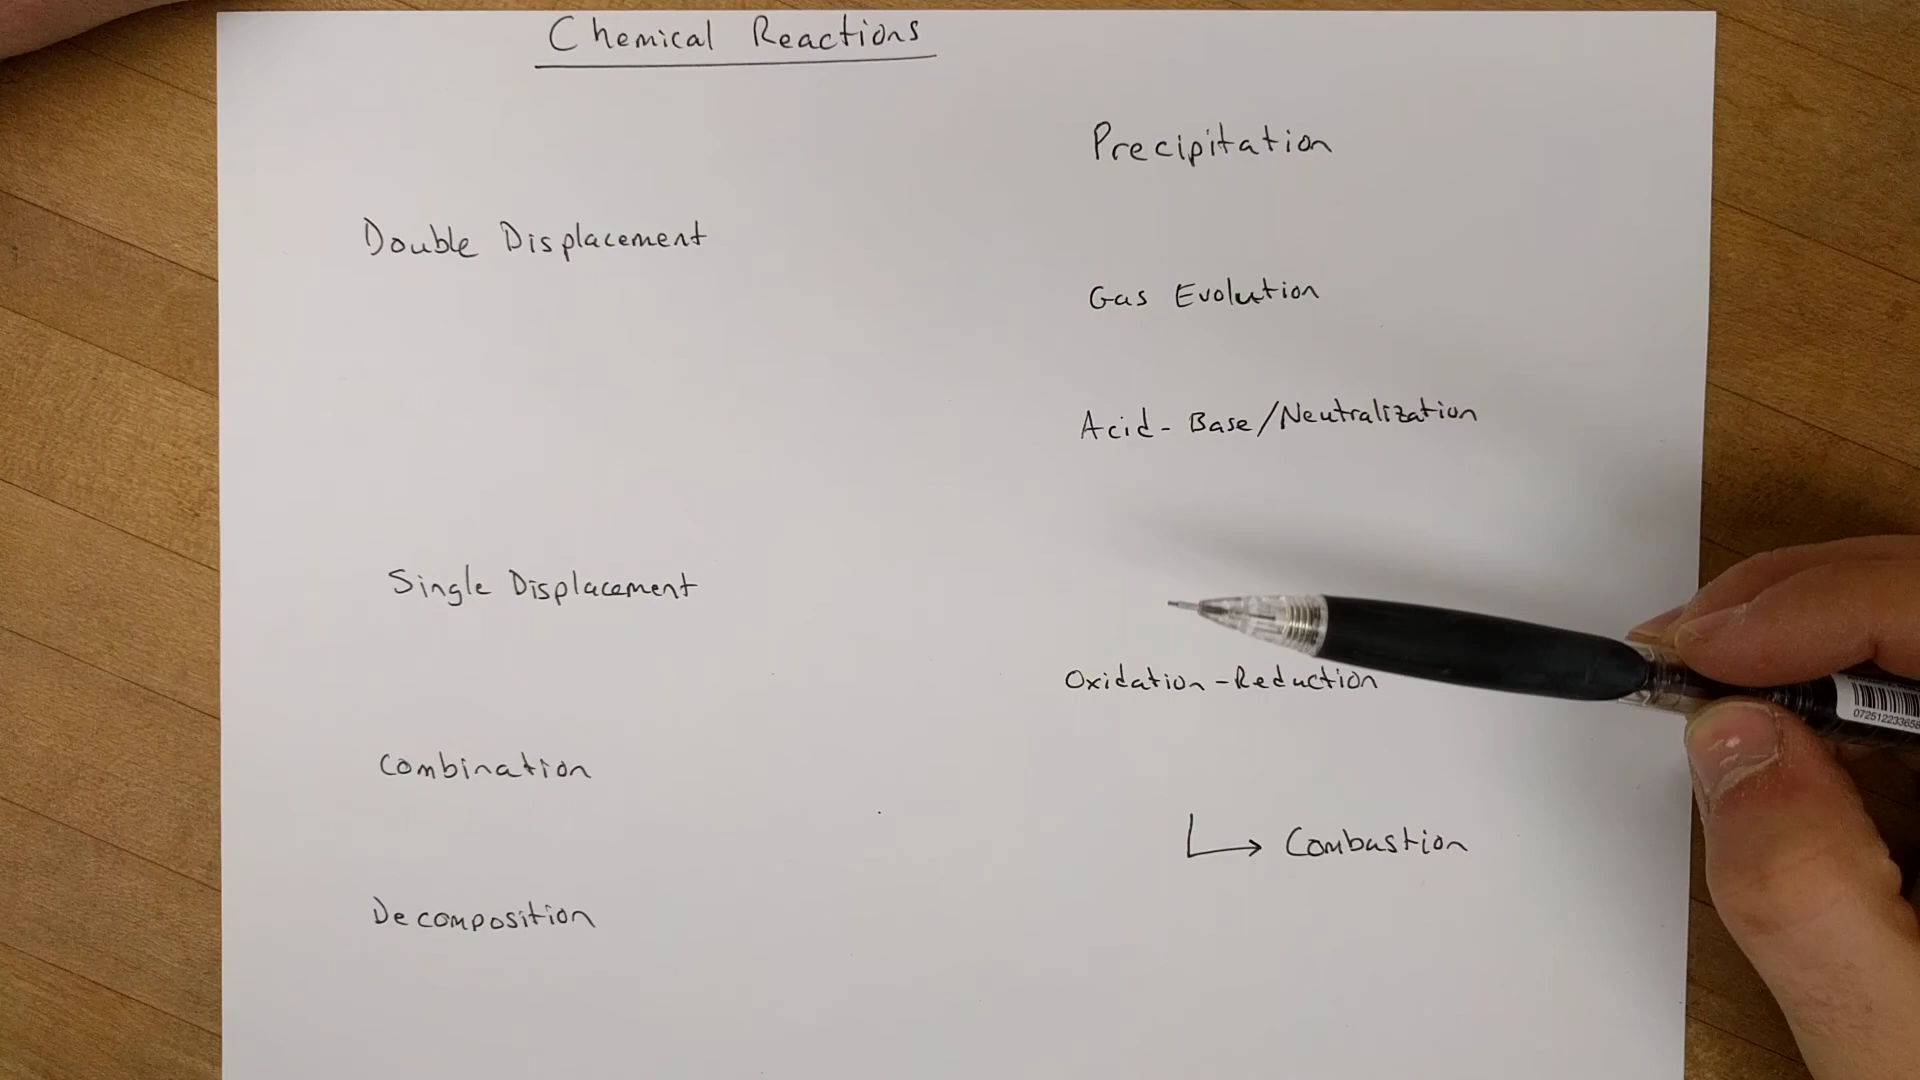 Chemical Reactions
Precipitation
Double Displacement
Gas Evolution
Acid-Base/Neutralization
Single Displacement
Oxidation-Reduction
Combination
Combustion
Decomposition